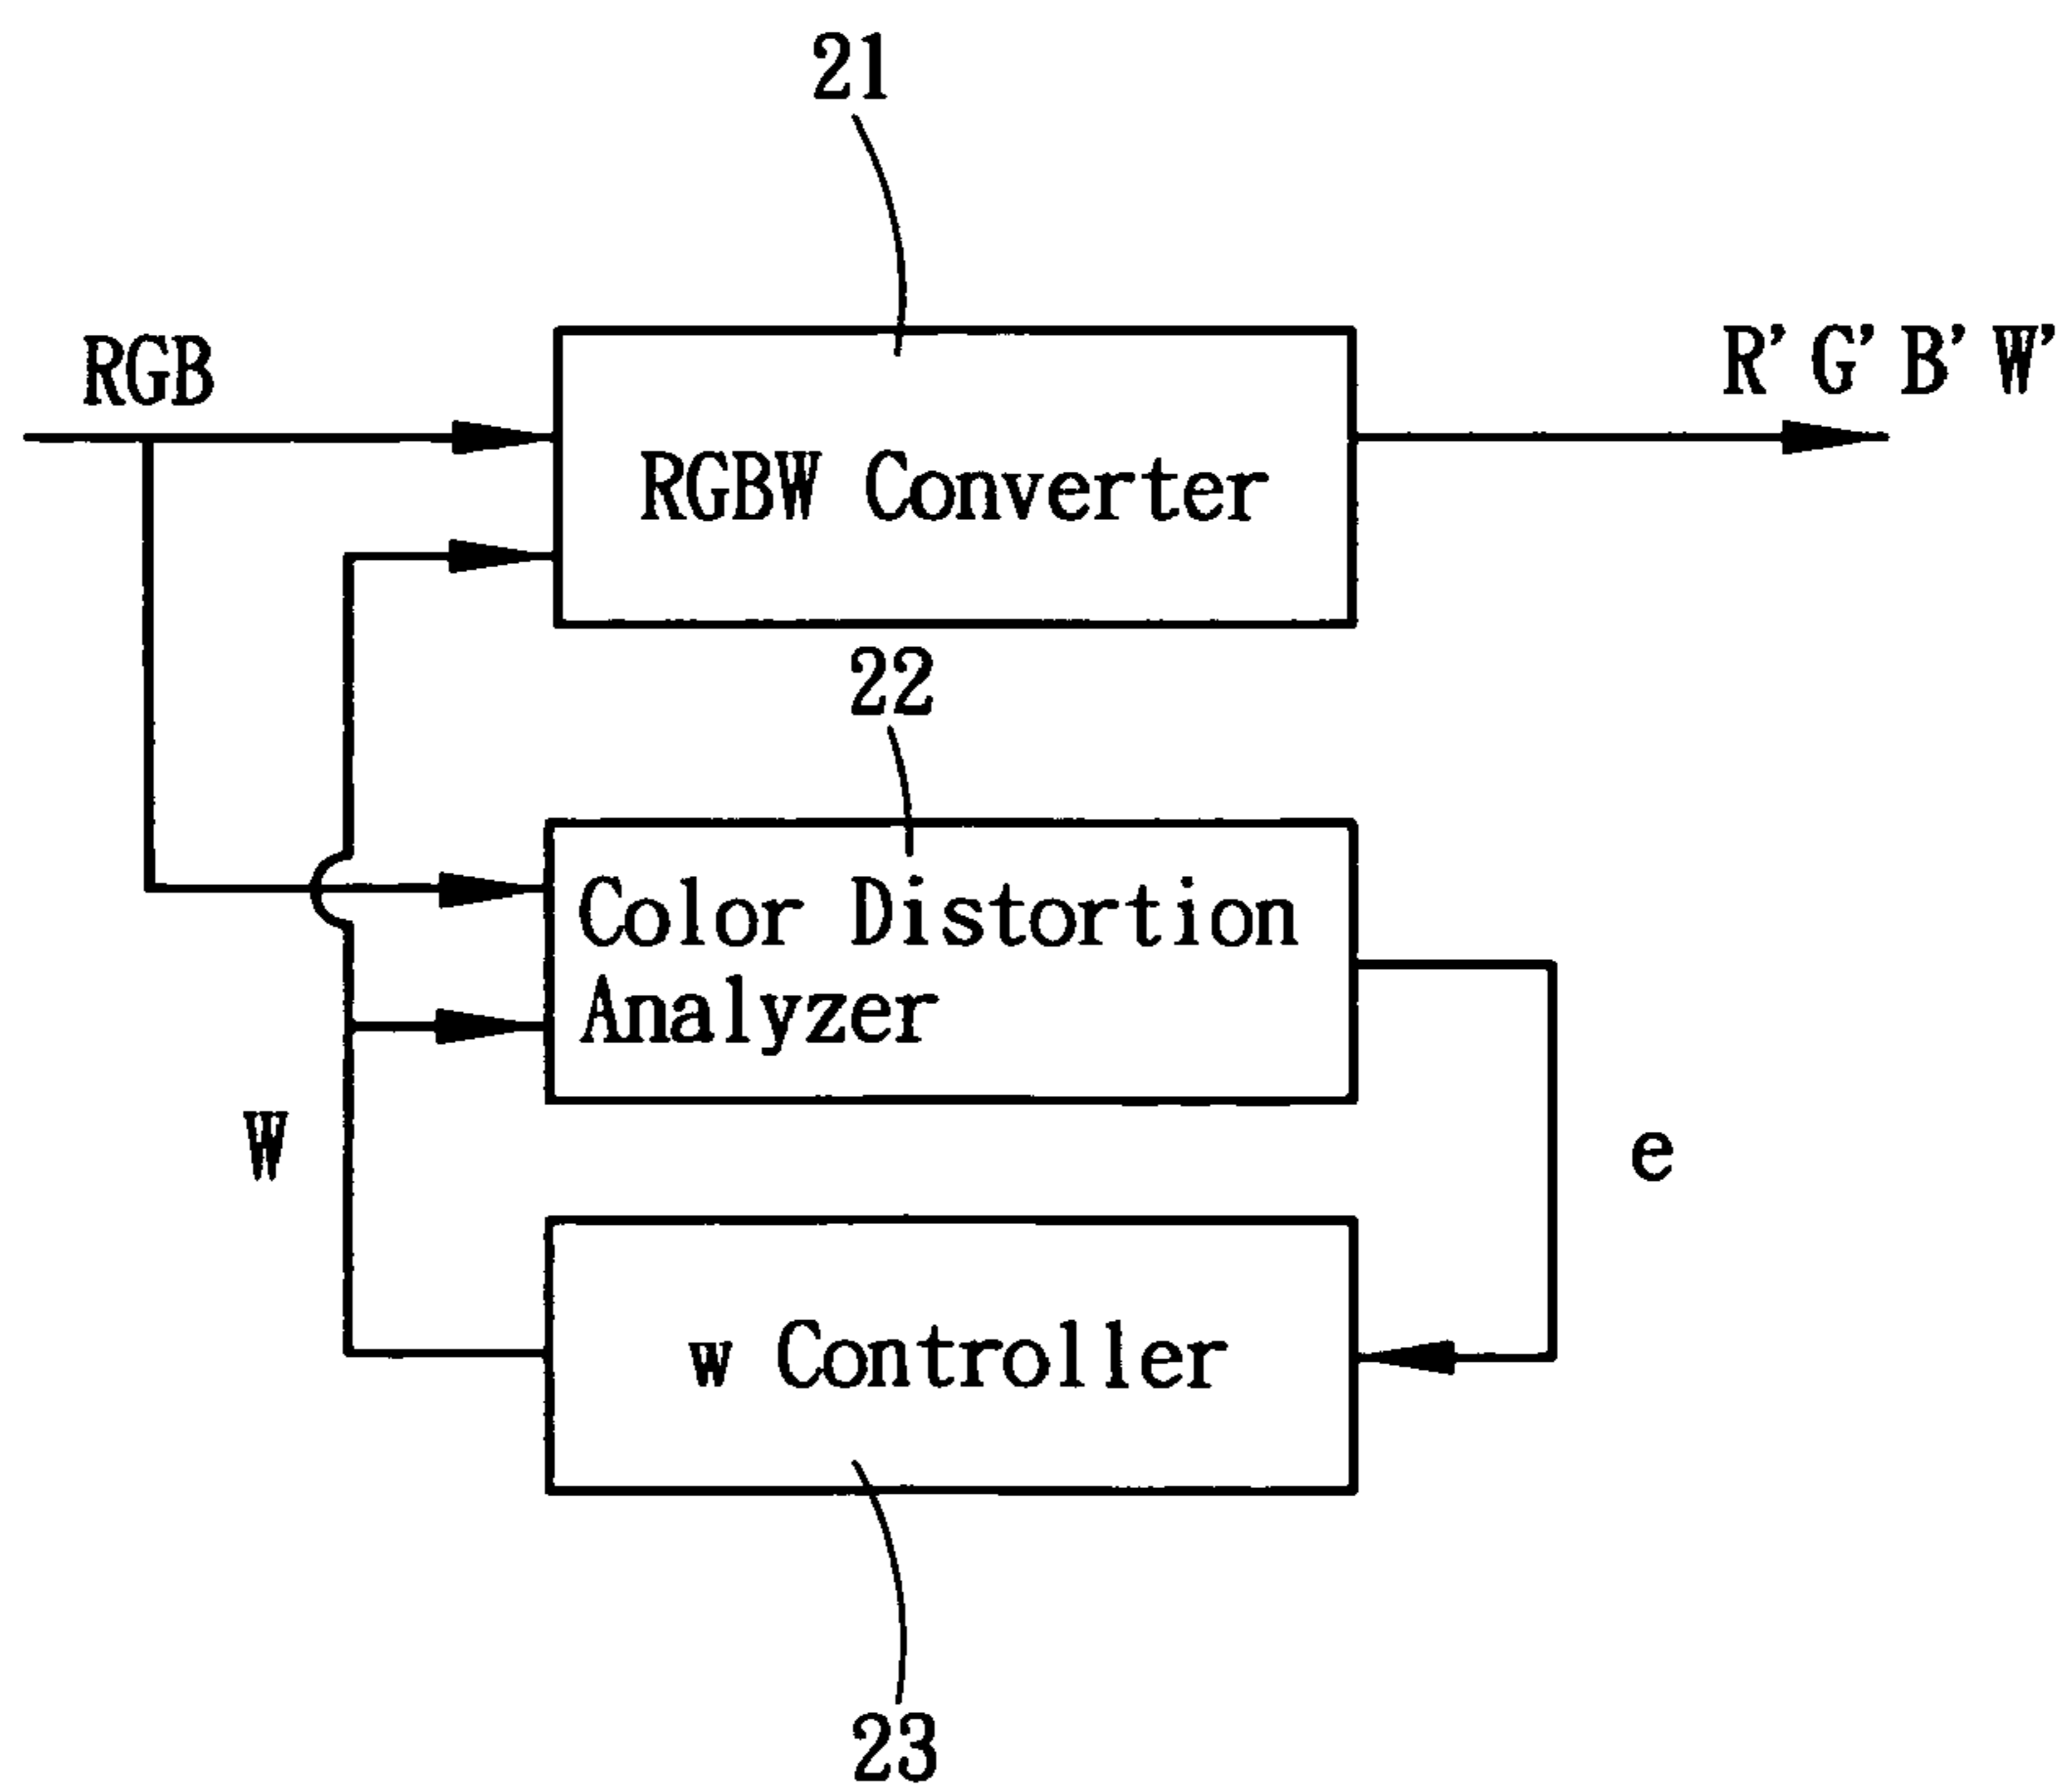 21
RGB
R' G' B' W'
RGBW Converter
22
Color Distortion
Analyzer
W
e
w Controller
23